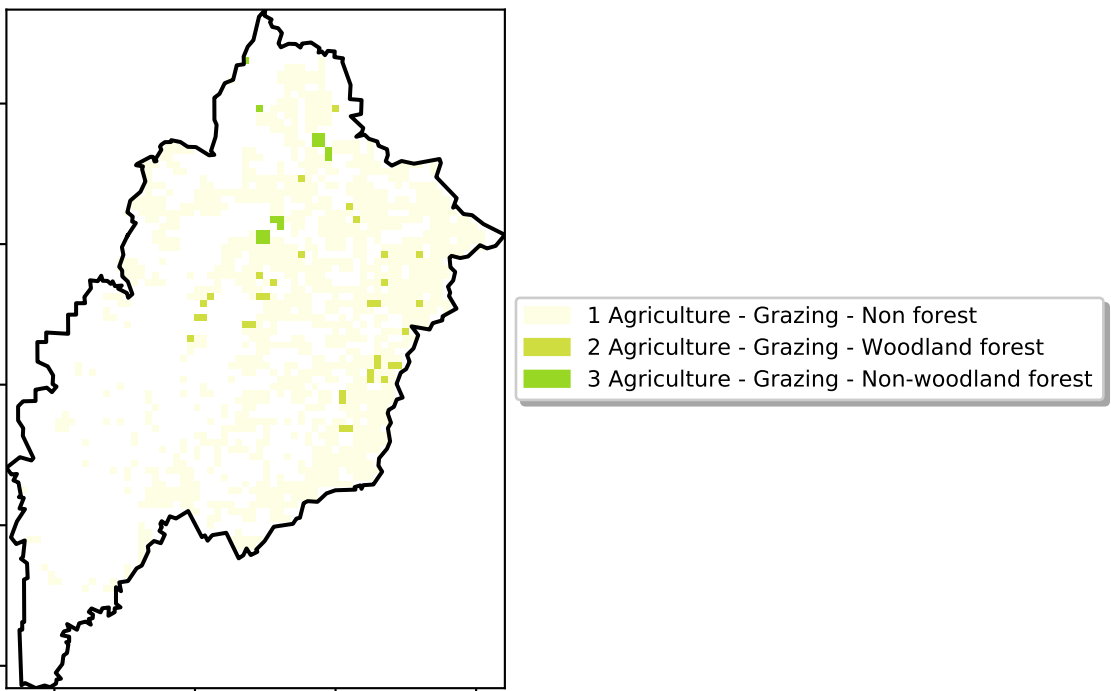 1 Agriculture - Grazing - Non forest
2 Agriculture - Grazing - Woodland forest
3 Agriculture - Grazing - Non-woodland forest